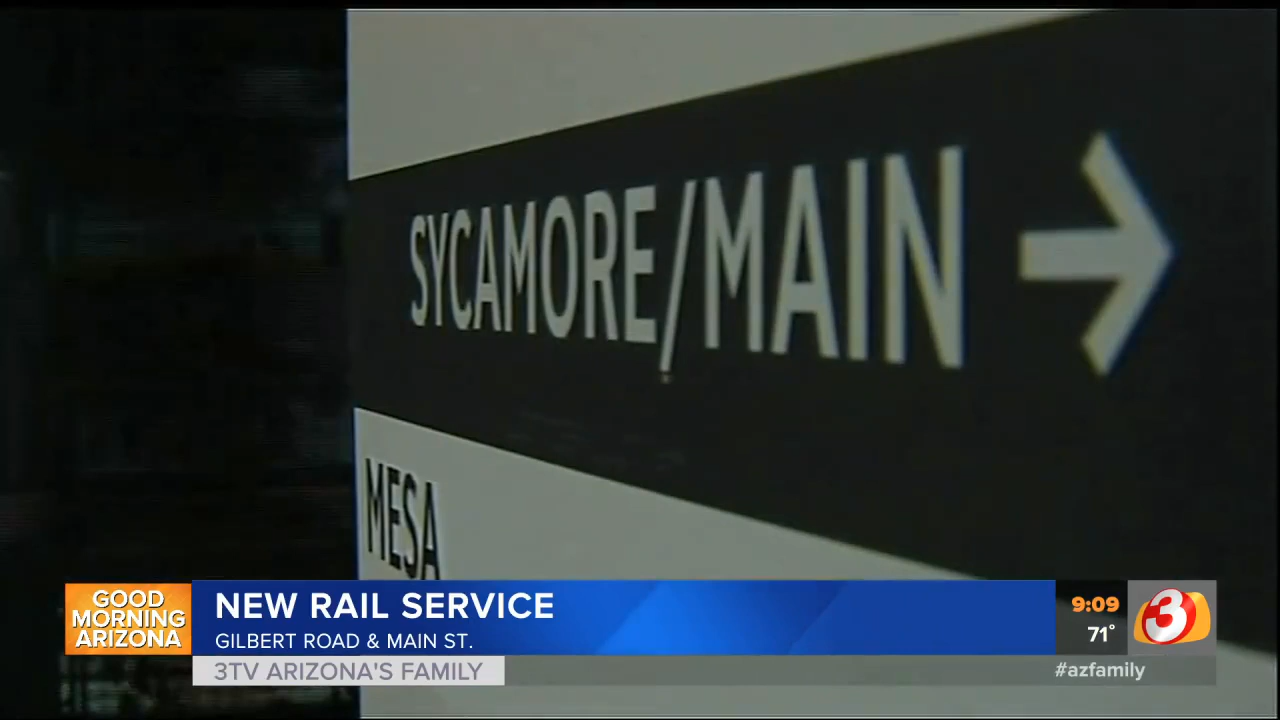 SYCAMORE/MAIN →
MESA
GOOD
MORNING
ARIZONA
NEW RAIL SERVICE
GILBERT ROAD & MAIN ST.
3TV ARIZONA'S FAMILY
9:09
71°
3
#azfamily